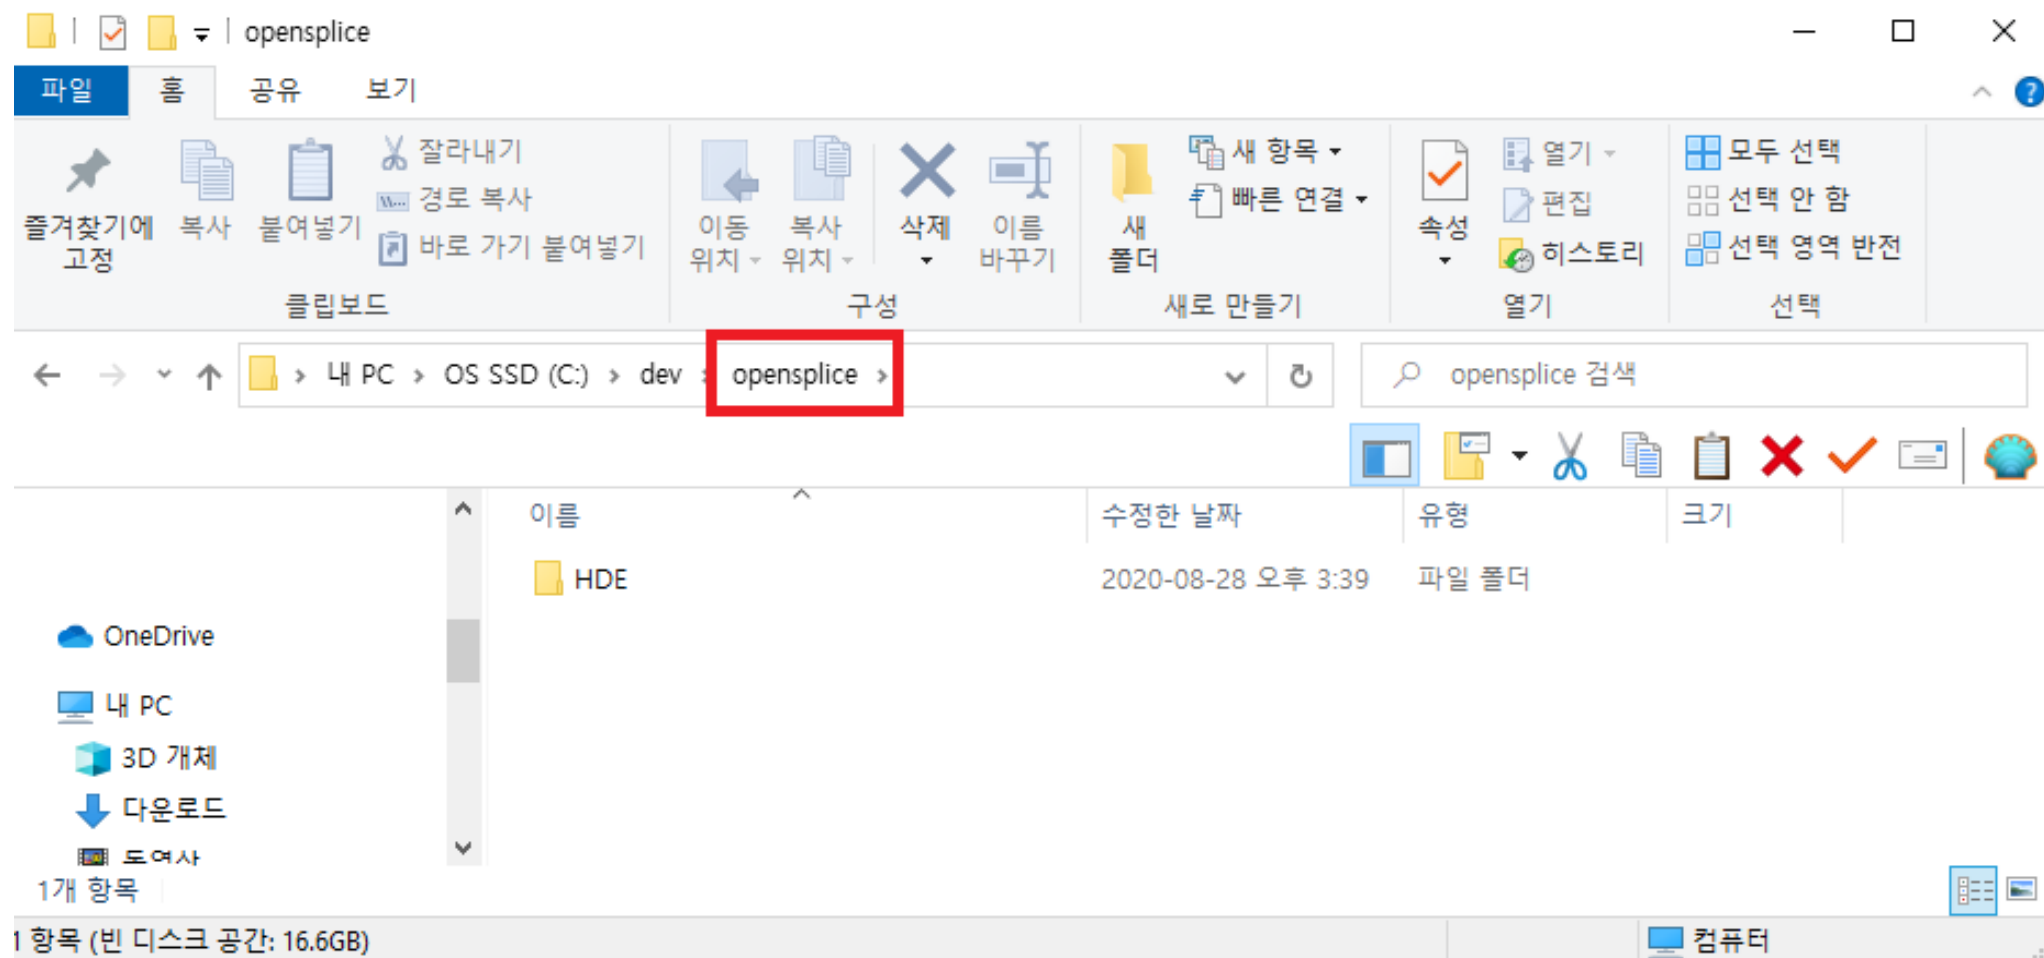 opensplice
파일 홈 공유 보기
즐겨찾기에 고정
복사
붙여넣기
잘라내기
경로 복사
바로 가기 붙여넣기
클립보드
이동 위치
복사 위치
삭제
이름 바꾸기
구성
새 폴더
새 항목
빠른 연결
새로 만들기
속성
열기
편집
히스토리
열기
모두 선택
선택 안 함
선택 영역 반전
선택
내 PC > OS SSD (C:) > dev > opensplice >
opensplice 검색
이름 수정한 날짜 유형 크기
HDE 2020-08-28 오후 3:39 파일 폴더
OneDrive
내 PC
3D 개체
다운로드
1개 항목
1 항목 (빈 디스크 공간: 16.6GB)
컴퓨터